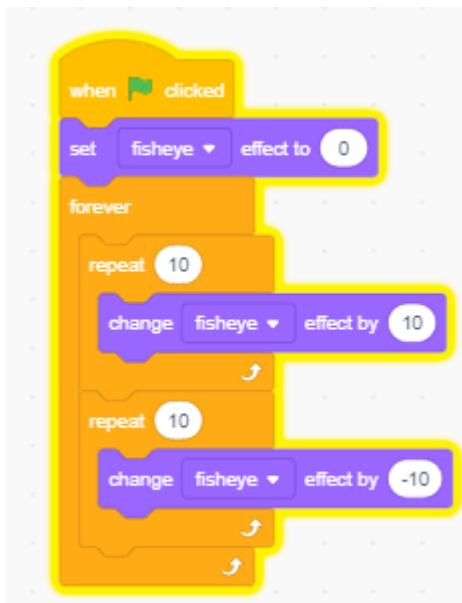 when clicked
set fisheye effect to 0
forever
repeat 10
change fisheye effect by 10
repeat 10
change fisheye effect by -10